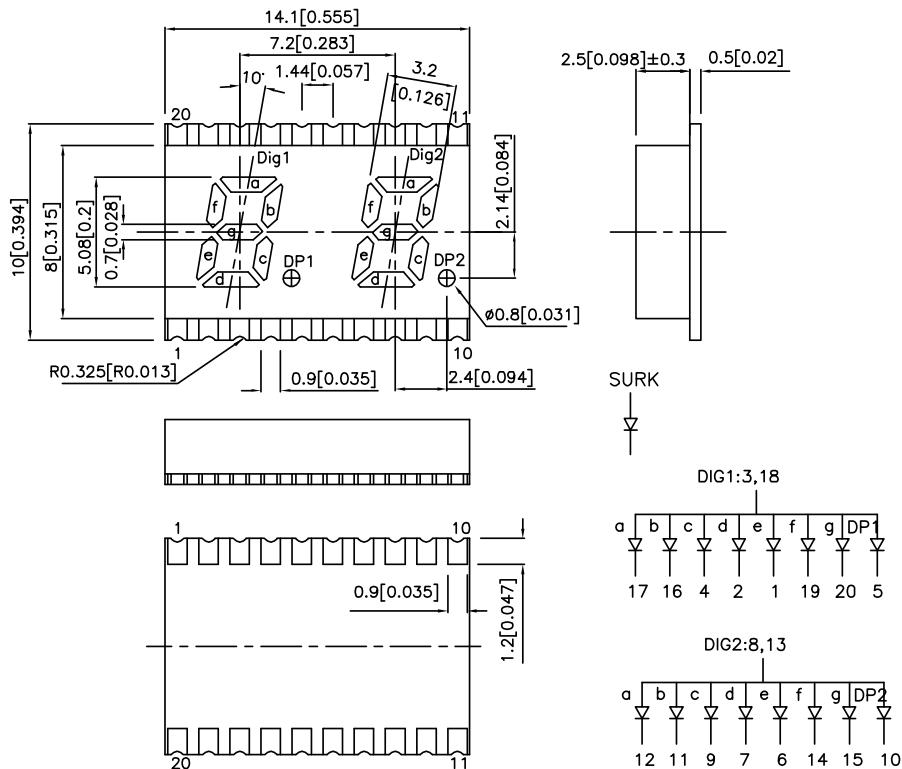 14.1[0.555]
7.2[0.283]
10°
1.44[0.057]
3.2
[0.126]
2.5[0.098]±0.3
0.5[0.02]
20
11
Dig1
Dig2
a
a
f
b
f
b
g
g
e
c
e
c
d
d
DP1
DP2
10[0.394]
8[0.315]
5.08[0.2]
0.7[0.028]
2.14[0.084]
ø0.8[0.031]
1
10
R0.325[R0.013]
0.9[0.035]
2.4[0.094]
SURK
1
10
0.9[0.035]
1.2[0.047]
20
11
DIG1:3,18
a b c d e f g DP1
17 16 4 2 1 19 20 5
DIG2:8,13
a b c d e f g DP2
12 11 9 7 6 14 15 10